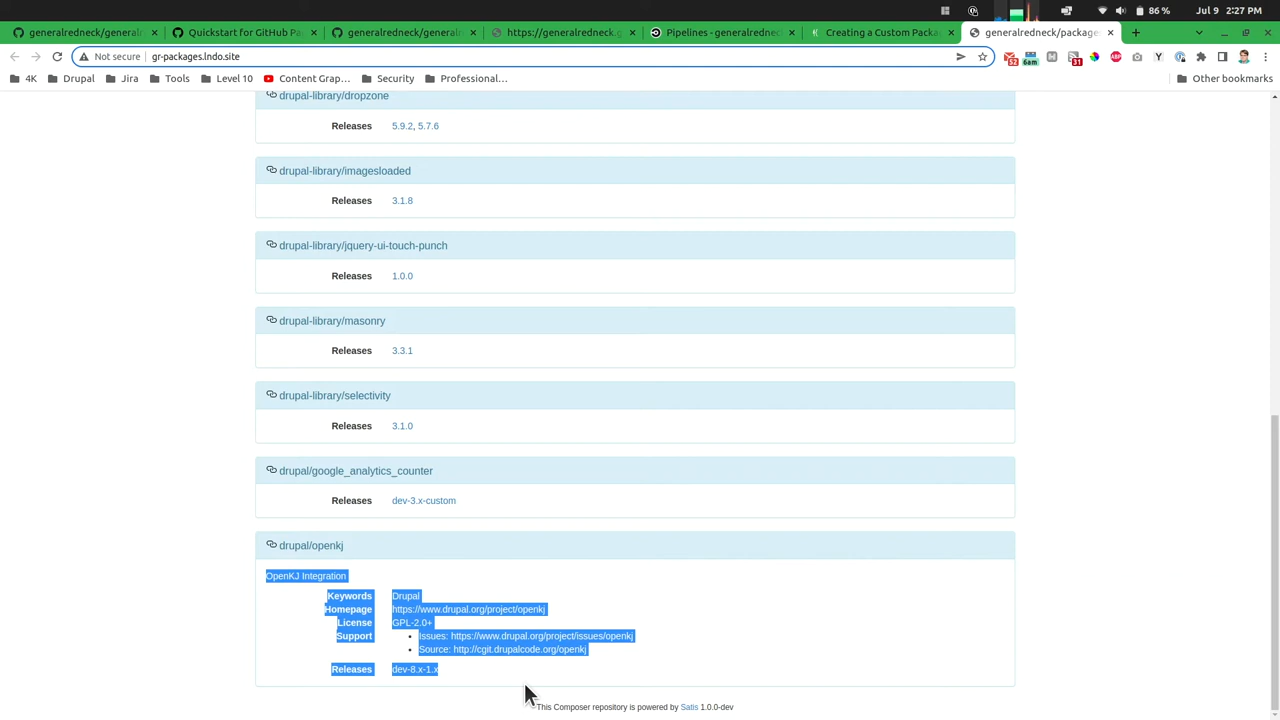 86 % Jul 9 2:27 PM
generalredneck/general Quickstart for GitHub Pa generalredneck/general https://generalredneck.g Pipelines - generalredneck Creating a Custom Packa generalredneck/packages
Not secure gr-packages.lndo.site
4K Drupal Jira Tools Level 10 Content Grap... Security Professional... Other bookmarks
drupal-library/dropzone
Releases 5.9.2, 5.7.6
drupal-library/imagesloaded
Releases 3.1.8
drupal-library/jquery-ui-touch-punch
Releases 1.0.0
drupal-library/masonry
Releases 3.3.1
drupal-library/selectivity
Releases 3.1.0
drupal/google_analytics_counter
Releases dev-3.x-custom
drupal/openkj
OpenKJ Integration
Keywords Drupal
Homepage https://www.drupal.org/project/openkj
License GPL-2.0+
Support • Issues: https://www.drupal.org/project/issues/openkj
• Source: http://cgit.drupalcode.org/openkj
Releases dev-8.x-1.x
This Composer repository is powered by Satis 1.0.0-dev